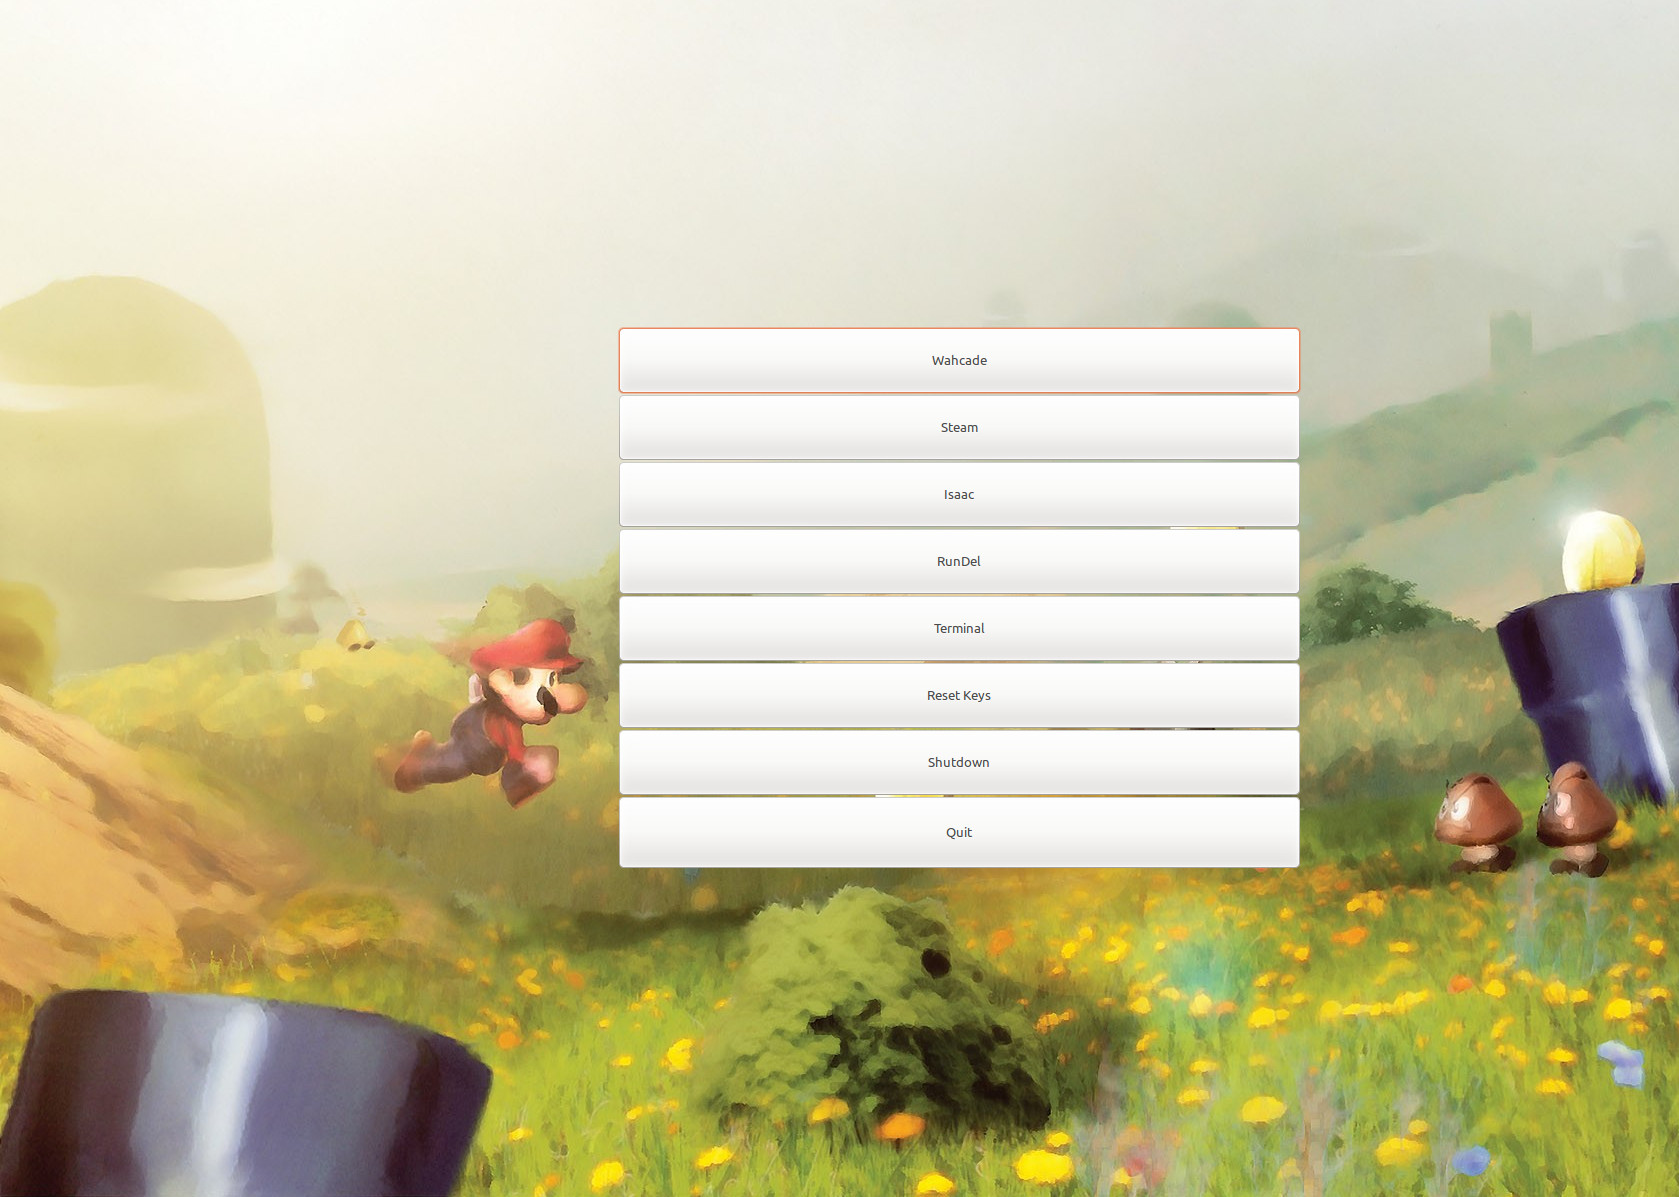 Wahcade
Steam
Isaac
RunDel
Terminal
Reset Keys
Shutdown
Quit